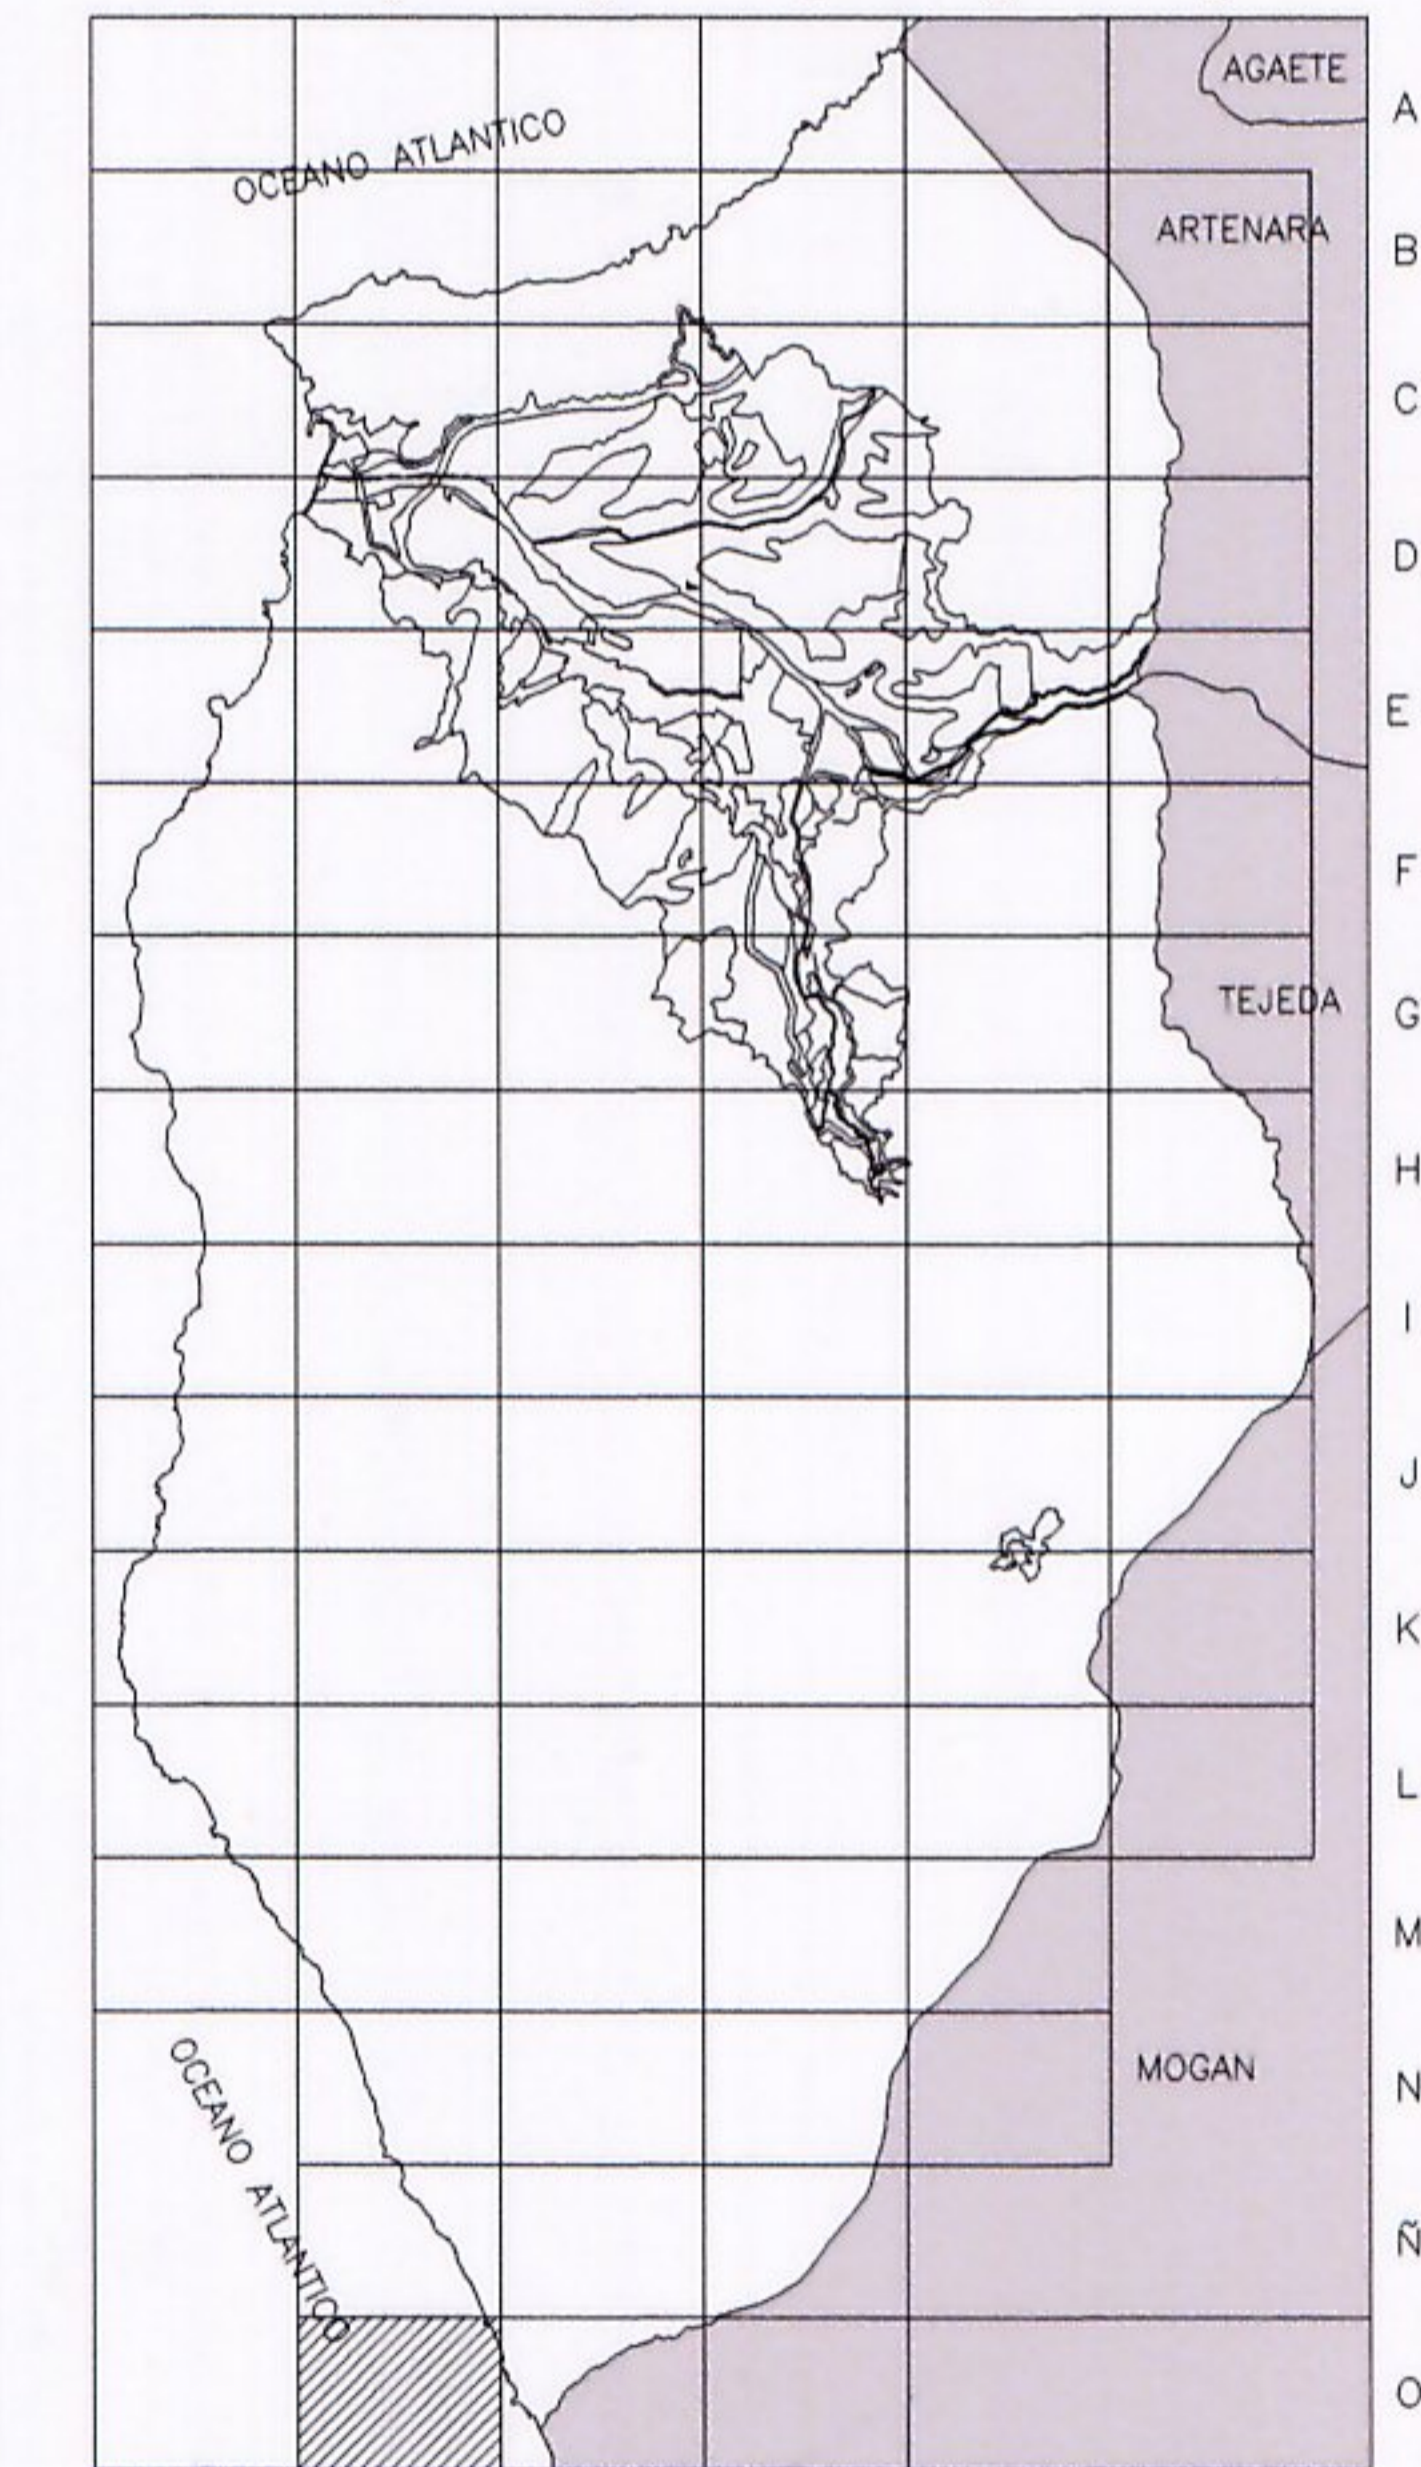 AGAETE
A
OCEANO ATLANTICO
ARTENARA
B
C
D
E
F
TEJEDA
G
H
I
J
K
L
M
OCEANO ATLANTICO
MOGAN
N
Ñ
O